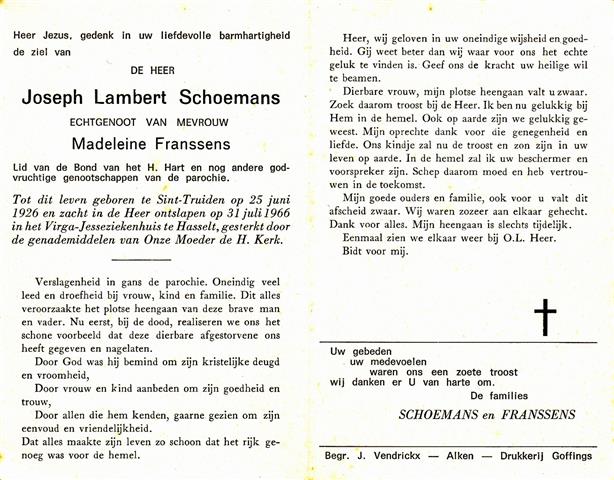 Heer Jezus, gedenk in uw liefdevolle barmhartigheid
de ziel van
DE HEER
Joseph Lambert Schoemans
ECHTGENOOT VAN MEVROUW
Madeleine Franssens
Lid van de Bond van het H. Hart en nog andere god-
vruchtige genootschappen van de parochie.
Tot dit leven geboren te Sint-Truiden op 25 juni
1926 en zacht in de Heer ontslapen op 31 juli 1966
in het Virga-Jesseziekenhuis te Hasselt, gesterkt door
de genademiddelen van Onze Moeder de H. Kerk.
Verslagenheid in gans de parochie. Oneindig veel
leed en droefheid bij vrouw, kind en familie. Dit alles
veroorzaakte het plotse heengaan van deze brave man
en vader. Nu eerst, bij de dood, realiseren we ons het
schone voorbeeld dat deze dierbare afgestorvene ons
heeft gegeven en nagelaten.
Door God was hij bemind om zijn kristelijke deugd
en vroomheid,
Door vrouw en kind aanbeden om zijn goedheid en
trouw,
Door allen die hem kenden, gaarne gezien om zijn
eenvoud en vriendelijkheid.
Dat alles maakte zijn leven zo schoon dat het rijk ge-
noeg was voor de hemel.
Heer, wij geloven in uw oneindige wijsheid en goed-
heid. Gij weet beter dan wij waar voor ons het echte
geluk te vinden is. Geef ons de kracht uw heilige wil
te beamen.
Dierbare vrouw, mijn plotse heengaan valt u zwaar.
Zoek daarom troost bij de Heer. Ik ben nu gelukkig bij
Hem in de hemel. Ook op aarde zijn we gelukkig ge-
weest. Mijn oprechte dank voor die genegenheid en
liefde. Ons kindje zal nu de troost en zon zijn in uw
leven op aarde. In de hemel zal ik uw beschermer en
voorspreker zijn. Schep daarom moed en heb vertrou-
wen in de toekomst.
Mijn goede ouders en familie, ook voor u valt dit
afscheid zwaar. Wij waren zozeer aan elkaar gehecht.
Dank voor alles. Mijn heengaan is slechts tijdelijk.
Eenmaal zien we elkaar weer bij O.L. Heer.
Bidt voor mij.
Uw gebeden
uw medevoelen
waren ons een zoete troost
wij danken er U van harte om.
De families
SCHOEMANS en FRANSSENS
Begr. J. Vendrickx — Alken — Drukkerij Goffings